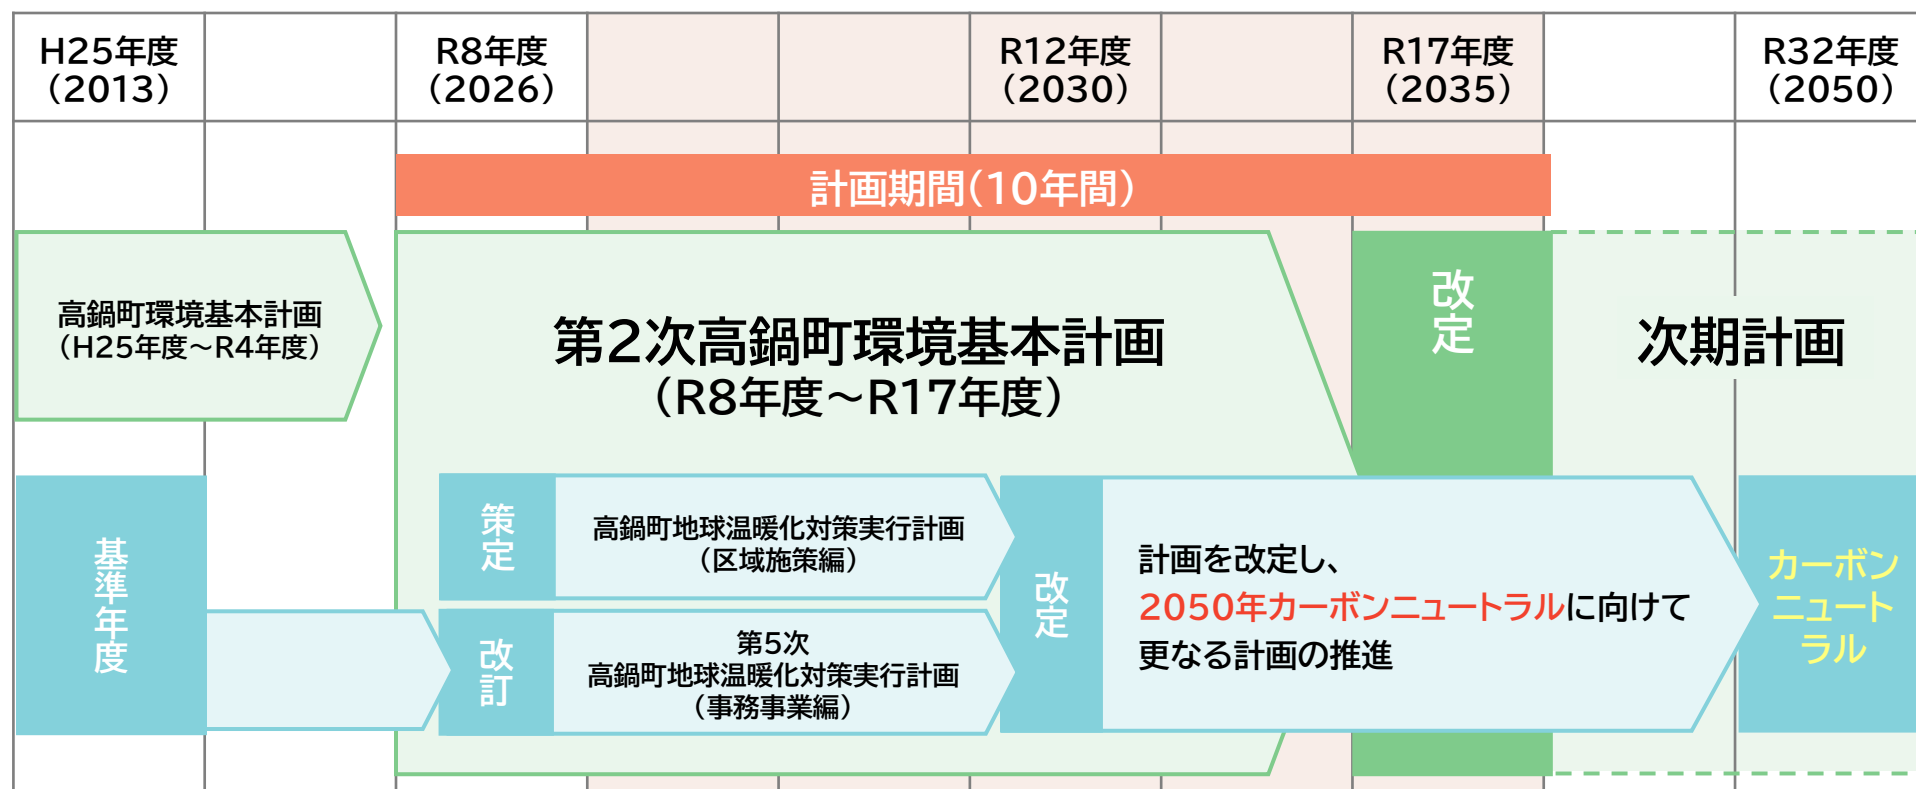 H25年度
（2013）
R8年度
（2026）
R12年度
（2030）
R17年度
（2035）
R32年度
（2050）
計画期間（10年間）
高鍋町環境基本計画
（H25年度～R4年度）
第2次高鍋町環境基本計画
（R8年度～R17年度）
改定
次期計画
基準年度
策定
高鍋町地球温暖化対策実行計画
（区域施策編）
改訂
第5次
高鍋町地球温暖化対策実行計画
（事務事業編）
改定
計画を改定し、
2050年カーボンニュートラルに向けて
更なる計画の推進
カーボン
ニュート
ラル